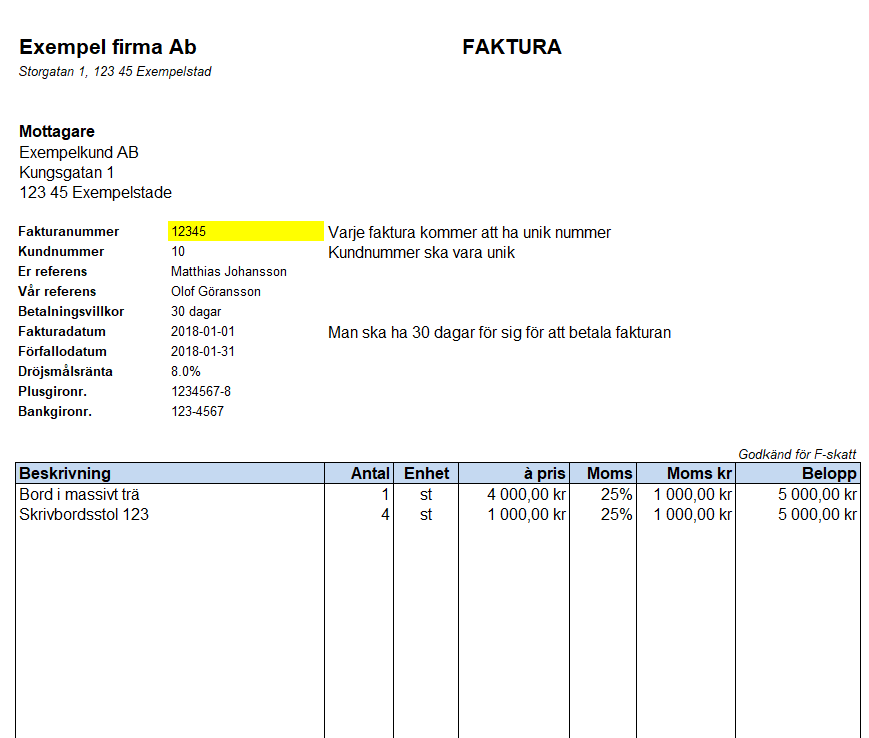 Exempel firma Ab FAKTURA
Storgatan 1, 123 45 Exempelstad
Mottagare
Exempelkund AB
Kungsgatan 1
123 45 Exempelstade
Fakturanummer 12345 Varje faktura kommer att ha unik nummer
Kundnummer 10 Kundnummer ska vara unik
Er referens Matthias Johansson
Vår referens Olof Göransson
Betalningsvillkor 30 dagar
Fakturadatum 2018-01-01 Man ska ha 30 dagar för sig för att betala fakturan
Förfallodatum 2018-01-31
Dröjsmålsränta 8.0%
Plusgironr. 1234567-8
Bankgironr. 123-4567
Godkänd för F-skatt
Beskrivning Antal Enhet à pris Moms Moms kr Belopp
Bord i massivt trä 1 st 4 000,00 kr 25% 1 000,00 kr 5 000,00 kr
Skrivbordsstol 123 4 st 1 000,00 kr 25% 1 000,00 kr 5 000,00 kr